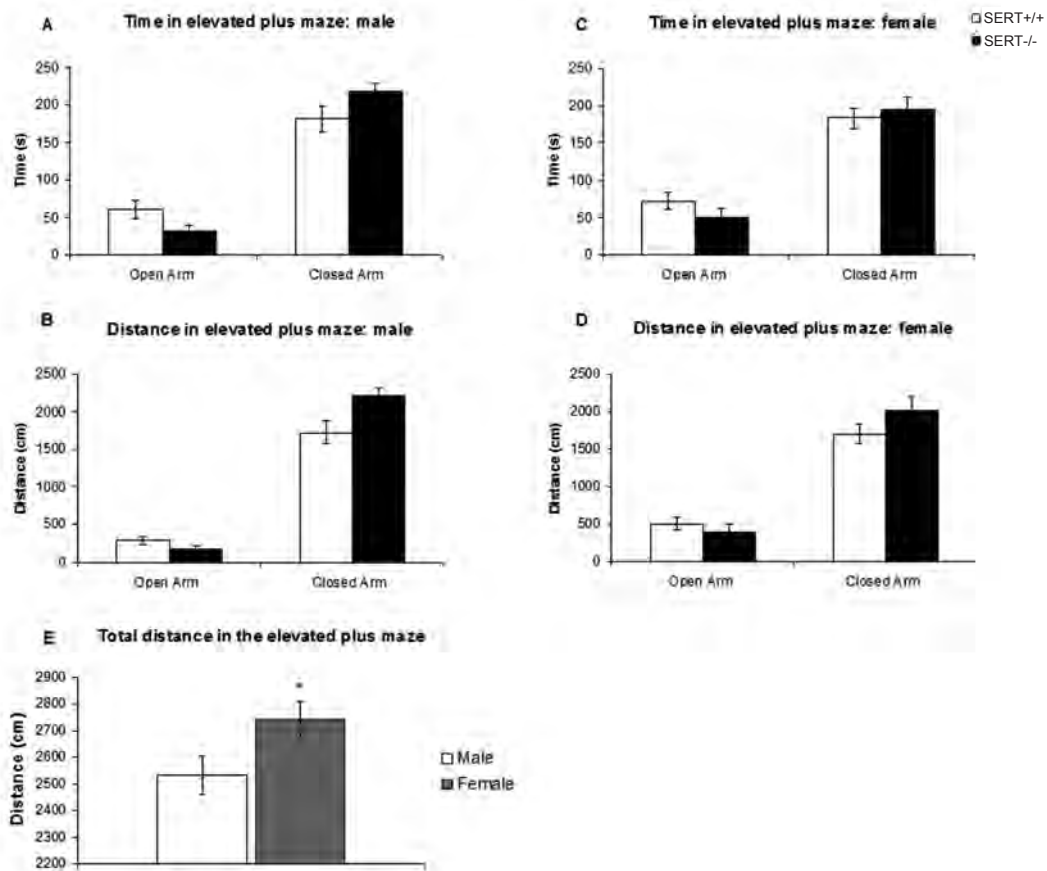 A Time in elevated plus maze: male
250
200
150
100
50
0
Time (s)
Open Arm Closed Arm
C Time in elevated plus maze: female
SERT+/+
SERT-/-
250
200
150
100
50
0
Time (s)
Open Arm Closed Arm
B Distance in elevated plus maze: male
2500
2000
1500
1000
500
0
Distance (cm)
Open Arm Closed Arm
D Distance in elevated plus maze: female
2500
2000
1500
1000
500
0
Distance (cm)
Open Arm Closed Arm
E Total distance in the elevated plus maze
2900
2800
2700
2600
2500
2400
2300
2200
Distance (cm)
*
Male
Female